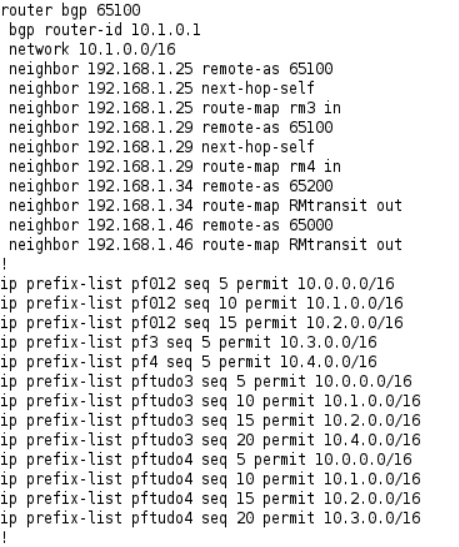 router bgp 65100
bgp router-id 10.1.0.1
network 10.1.0.0/16
neighbor 192.168.1.25 remote-as 65100
neighbor 192.168.1.25 next-hop-self
neighbor 192.168.1.25 route-map rm3 in
neighbor 192.168.1.29 remote-as 65100
neighbor 192.168.1.29 next-hop-self
neighbor 192.168.1.29 route-map rm4 in
neighbor 192.168.1.34 remote-as 65200
neighbor 192.168.1.34 route-map RMtransit out
neighbor 192.168.1.46 remote-as 65000
neighbor 192.168.1.46 route-map RMtransit out
!
ip prefix-list pf012 seq 5 permit 10.0.0.0/16
ip prefix-list pf012 seq 10 permit 10.1.0.0/16
ip prefix-list pf012 seq 15 permit 10.2.0.0/16
ip prefix-list pf3 seq 5 permit 10.3.0.0/16
ip prefix-list pf4 seq 5 permit 10.4.0.0/16
ip prefix-list pftudo3 seq 5 permit 10.0.0.0/16
ip prefix-list pftudo3 seq 10 permit 10.1.0.0/16
ip prefix-list pftudo3 seq 15 permit 10.2.0.0/16
ip prefix-list pftudo3 seq 20 permit 10.4.0.0/16
ip prefix-list pftudo4 seq 5 permit 10.0.0.0/16
ip prefix-list pftudo4 seq 10 permit 10.1.0.0/16
ip prefix-list pftudo4 seq 15 permit 10.2.0.0/16
ip prefix-list pftudo4 seq 20 permit 10.3.0.0/16
!